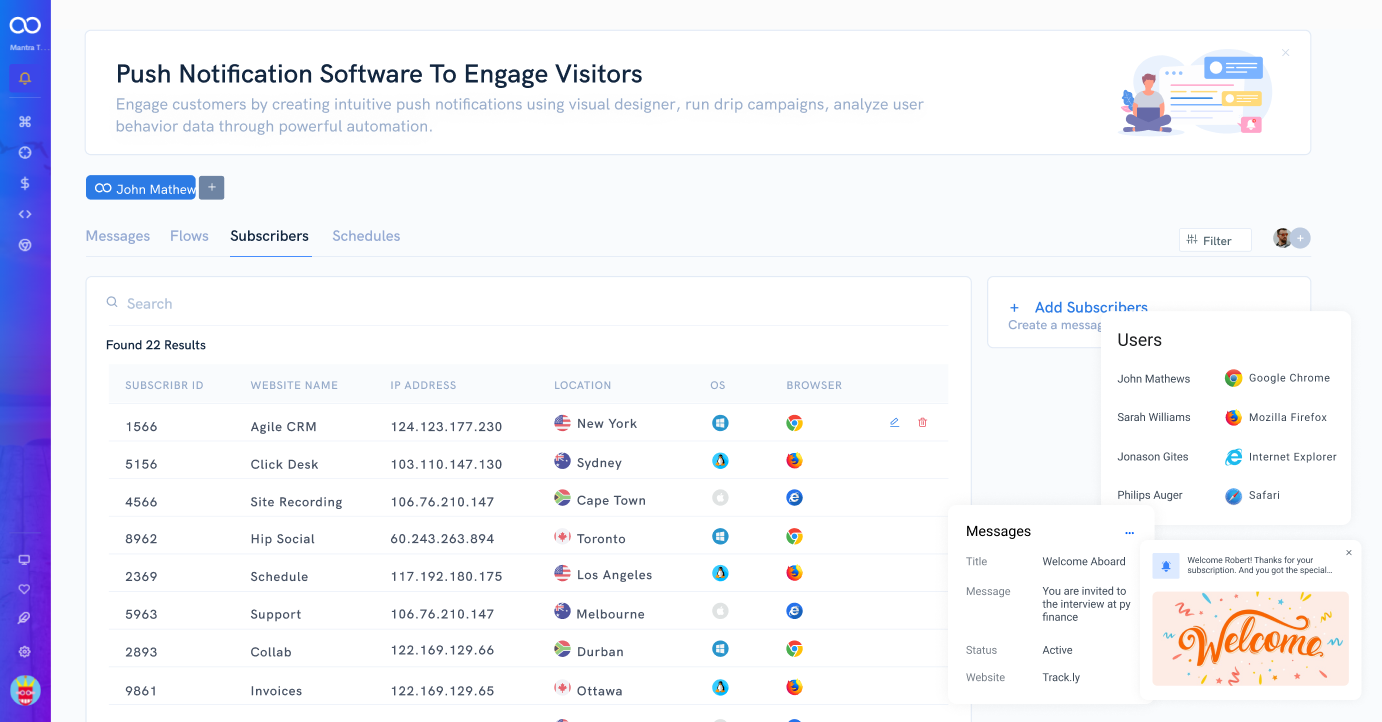 Mantra T...
Push Notification Software To Engage Visitors
Engage customers by creating intuitive push notifications using visual designer, run drip campaigns, analyze user
behavior data through powerful automation.
John Mathew
+
Messages Flows Subscribers Schedules
Filter
+
Search
Found 22 Results
SUBSCRIBR ID WEBSITE NAME IP ADDRESS LOCATION OS BROWSER
1566 Agile CRM 124.123.177.230 New York
5156 Click Desk 103.110.147.130 Sydney
4566 Site Recording 106.76.210.147 Cape Town
8962 Hip Social 60.243.263.894 Toronto
2369 Schedule 117.192.180.175 Los Angeles
5963 Support 106.76.210.147 Melbourne
2893 Collab 122.169.129.66 Durban
9861 Invoices 122.169.129.65 Ottawa
+ Add Subscribers
Create a messag
Users
John Mathews Google Chrome
Sarah Williams Mozilla Firefox
Jonason Gites Internet Explorer
Philips Auger Safari
Messages ...
Title Welcome Aboard
Message You are invited to
the interview at py
finance
Status Active
Website Track.ly
Welcome Robert! Thanks for your
subscription. And you got the special...
Welcome